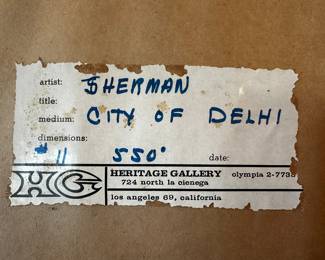 artist: SHERMAN
title:
medium: CITY OF DELHI
dimensions:
# 11 550° date:
HG HERITAGE GALLERY olympia 2-7738
724 north la cienega
los angeles 69, california